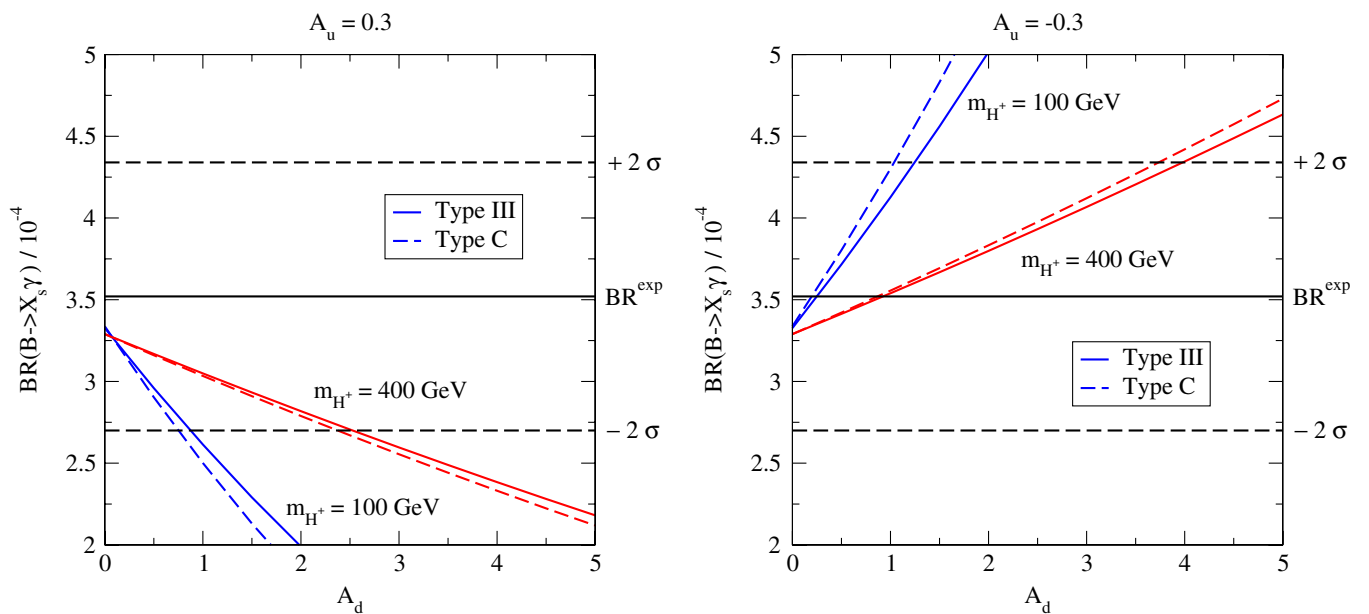 A_u = 0.3
BR(B->X_s γ) / 10^-4
5
4.5
4
3.5
3
2.5
2
+ 2 σ
Type III
Type C
BR^exp
m_H^+ = 400 GeV
− 2 σ
m_H^+ = 100 GeV
0 1 2 3 4 5
A_d
A_u = -0.3
BR(B->X_s γ) / 10^-4
5
4.5
4
3.5
3
2.5
2
m_H^+ = 100 GeV
+ 2 σ
m_H^+ = 400 GeV
BR^exp
Type III
Type C
− 2 σ
0 1 2 3 4 5
A_d